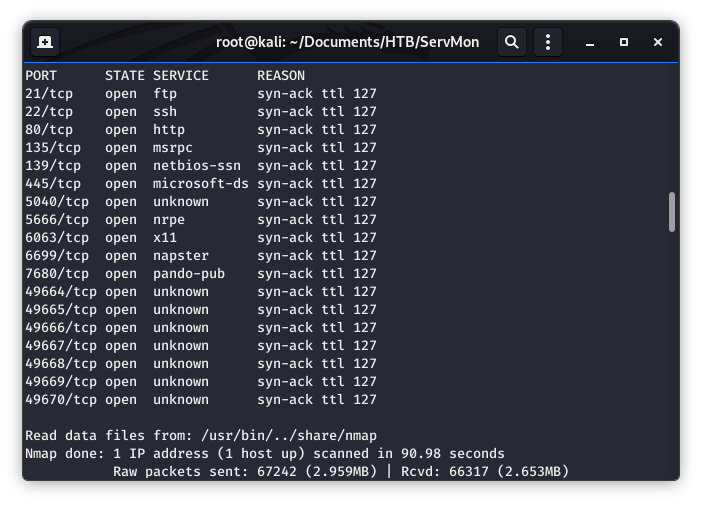 root@kali: ~/Documents/HTB/ServMon
PORT      STATE SERVICE      REASON
21/tcp    open  ftp          syn-ack ttl 127
22/tcp    open  ssh          syn-ack ttl 127
80/tcp    open  http         syn-ack ttl 127
135/tcp   open  msrpc        syn-ack ttl 127
139/tcp   open  netbios-ssn  syn-ack ttl 127
445/tcp   open  microsoft-ds syn-ack ttl 127
5040/tcp  open  unknown      syn-ack ttl 127
5666/tcp  open  nrpe         syn-ack ttl 127
6063/tcp  open  x11          syn-ack ttl 127
6699/tcp  open  napster      syn-ack ttl 127
7680/tcp  open  pando-pub    syn-ack ttl 127
49664/tcp open  unknown      syn-ack ttl 127
49665/tcp open  unknown      syn-ack ttl 127
49666/tcp open  unknown      syn-ack ttl 127
49667/tcp open  unknown      syn-ack ttl 127
49668/tcp open  unknown      syn-ack ttl 127
49669/tcp open  unknown      syn-ack ttl 127
49670/tcp open  unknown      syn-ack ttl 127
Read data files from: /usr/bin/../share/nmap
Nmap done: 1 IP address (1 host up) scanned in 90.98 seconds
Raw packets sent: 67242 (2.959MB) | Rcvd: 66317 (2.653MB)